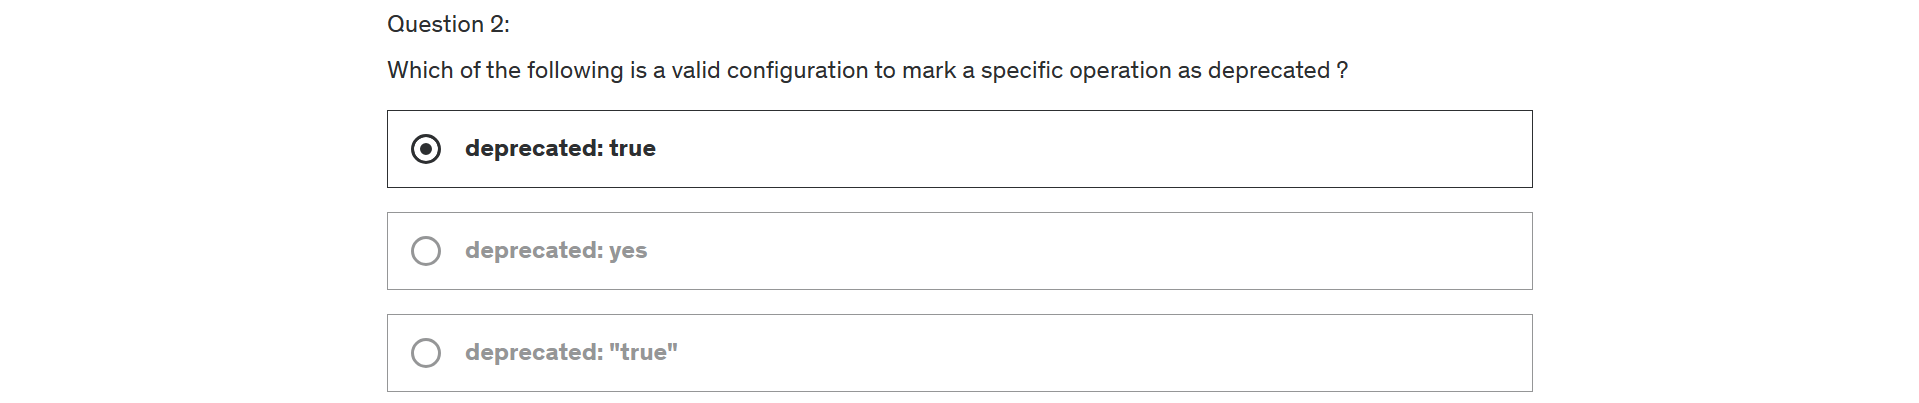 Question 2:
Which of the following is a valid configuration to mark a specific operation as deprecated ?
deprecated: true
deprecated: yes
deprecated: "true"